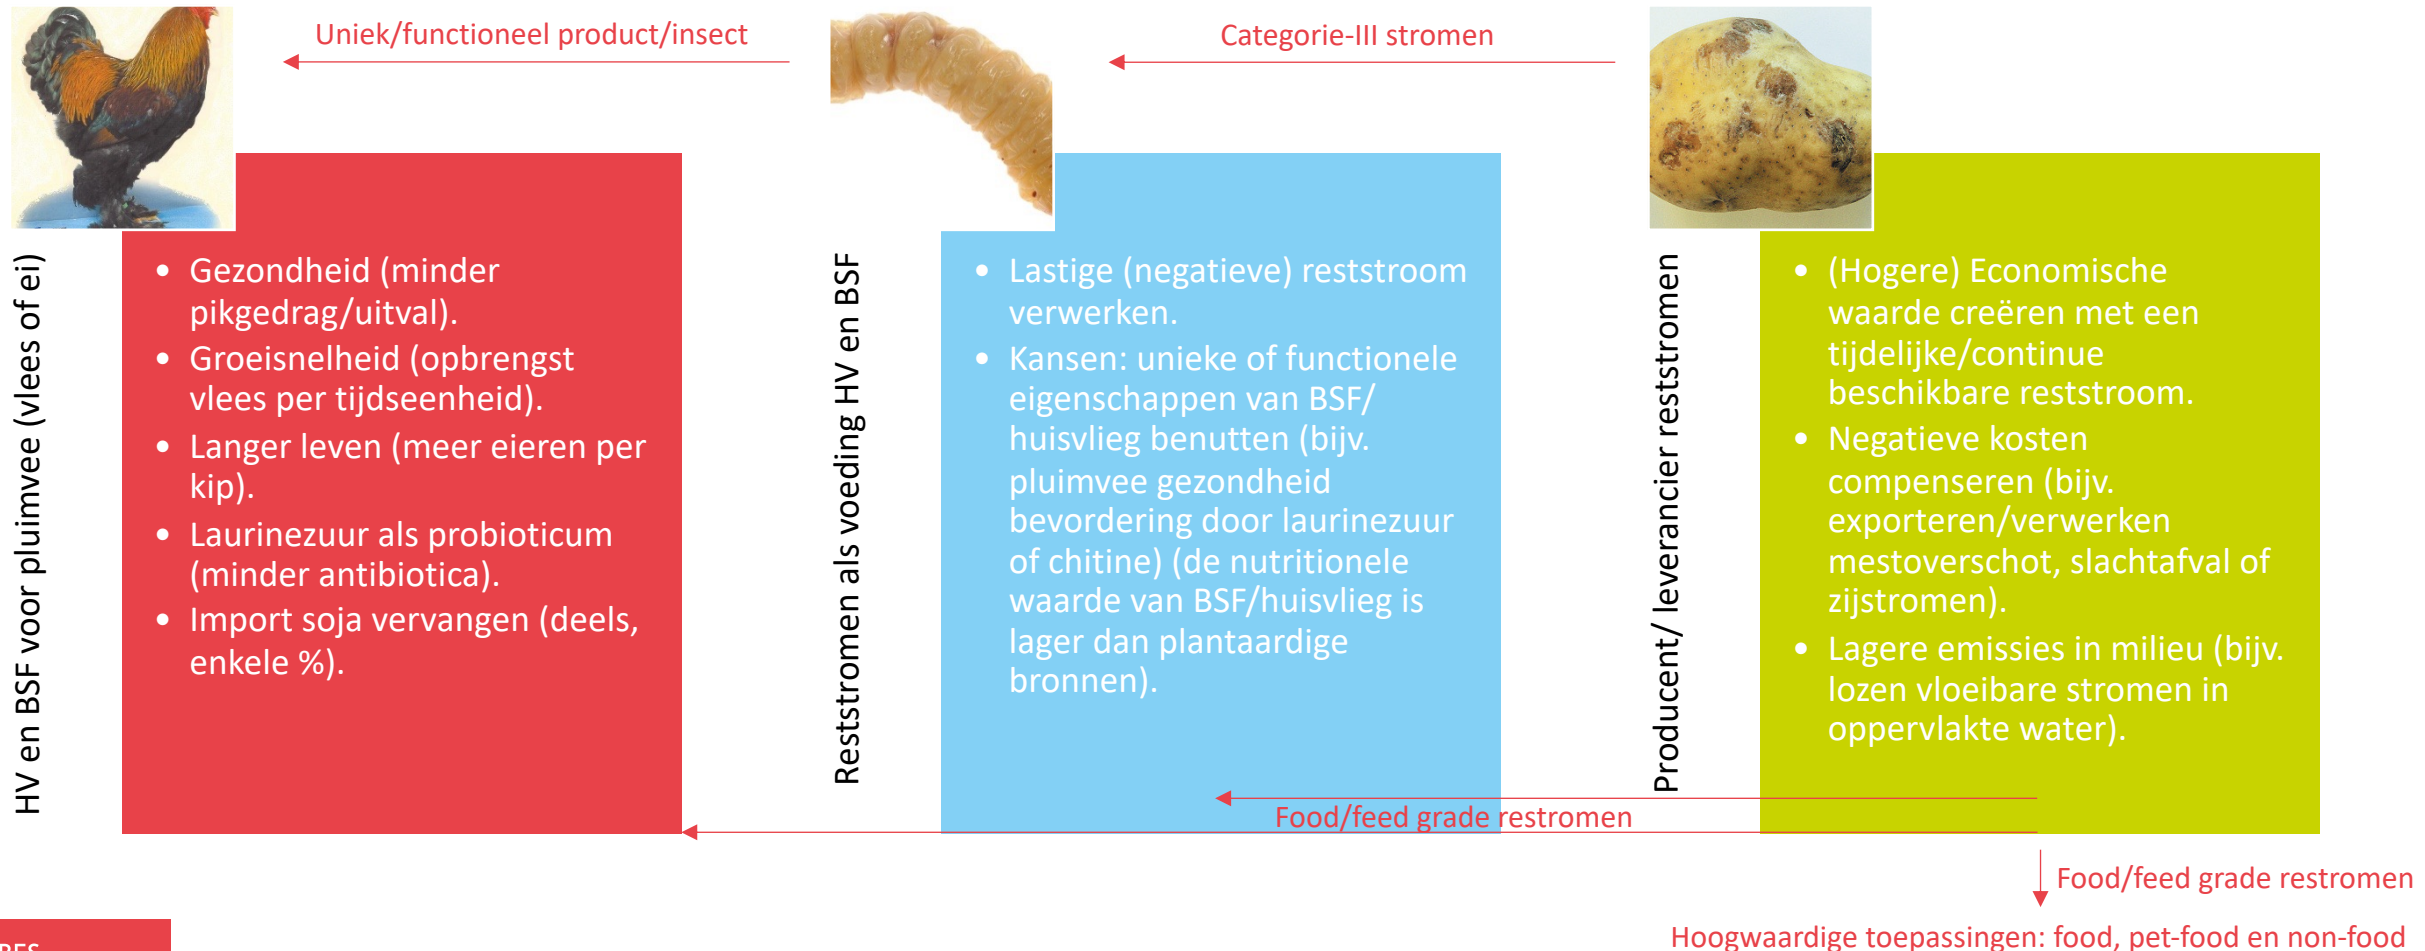 Uniek/functioneel product/insect
Categorie-III stromen
HV en BSF voor pluimvee (vlees of ei)
• Gezondheid (minder
pikgedrag/uitval).
• Groeisnelheid (opbrengst
vlees per tijdseenheid).
• Langer leven (meer eieren per
kip).
• Laurinezuur als probioticum
(minder antibiotica).
• Import soja vervangen (deels,
enkele %).
Reststromen als voeding HV en BSF
• Lastige (negatieve) reststroom
verwerken.
• Kansen: unieke of functionele
eigenschappen van BSF/
huisvlieg benutten (bijv.
pluimvee gezondheid
bevordering door laurinezuur
of chitine) (de nutritionele
waarde van BSF/huisvlieg is
lager dan plantaardige
bronnen).
Producent/ leverancier reststromen
• (Hogere) Economische
waarde creëren met een
tijdelijke/continue
beschikbare reststroom.
• Negatieve kosten
compenseren (bijv.
exporteren/verwerken
mestoverschot, slachtafval of
zijstromen).
• Lagere emissies in milieu (bijv.
lozen vloeibare stromen in
oppervlakte water).
Food/feed grade restromen
Food/feed grade restromen
Hoogwaardige toepassingen: food, pet-food en non-food